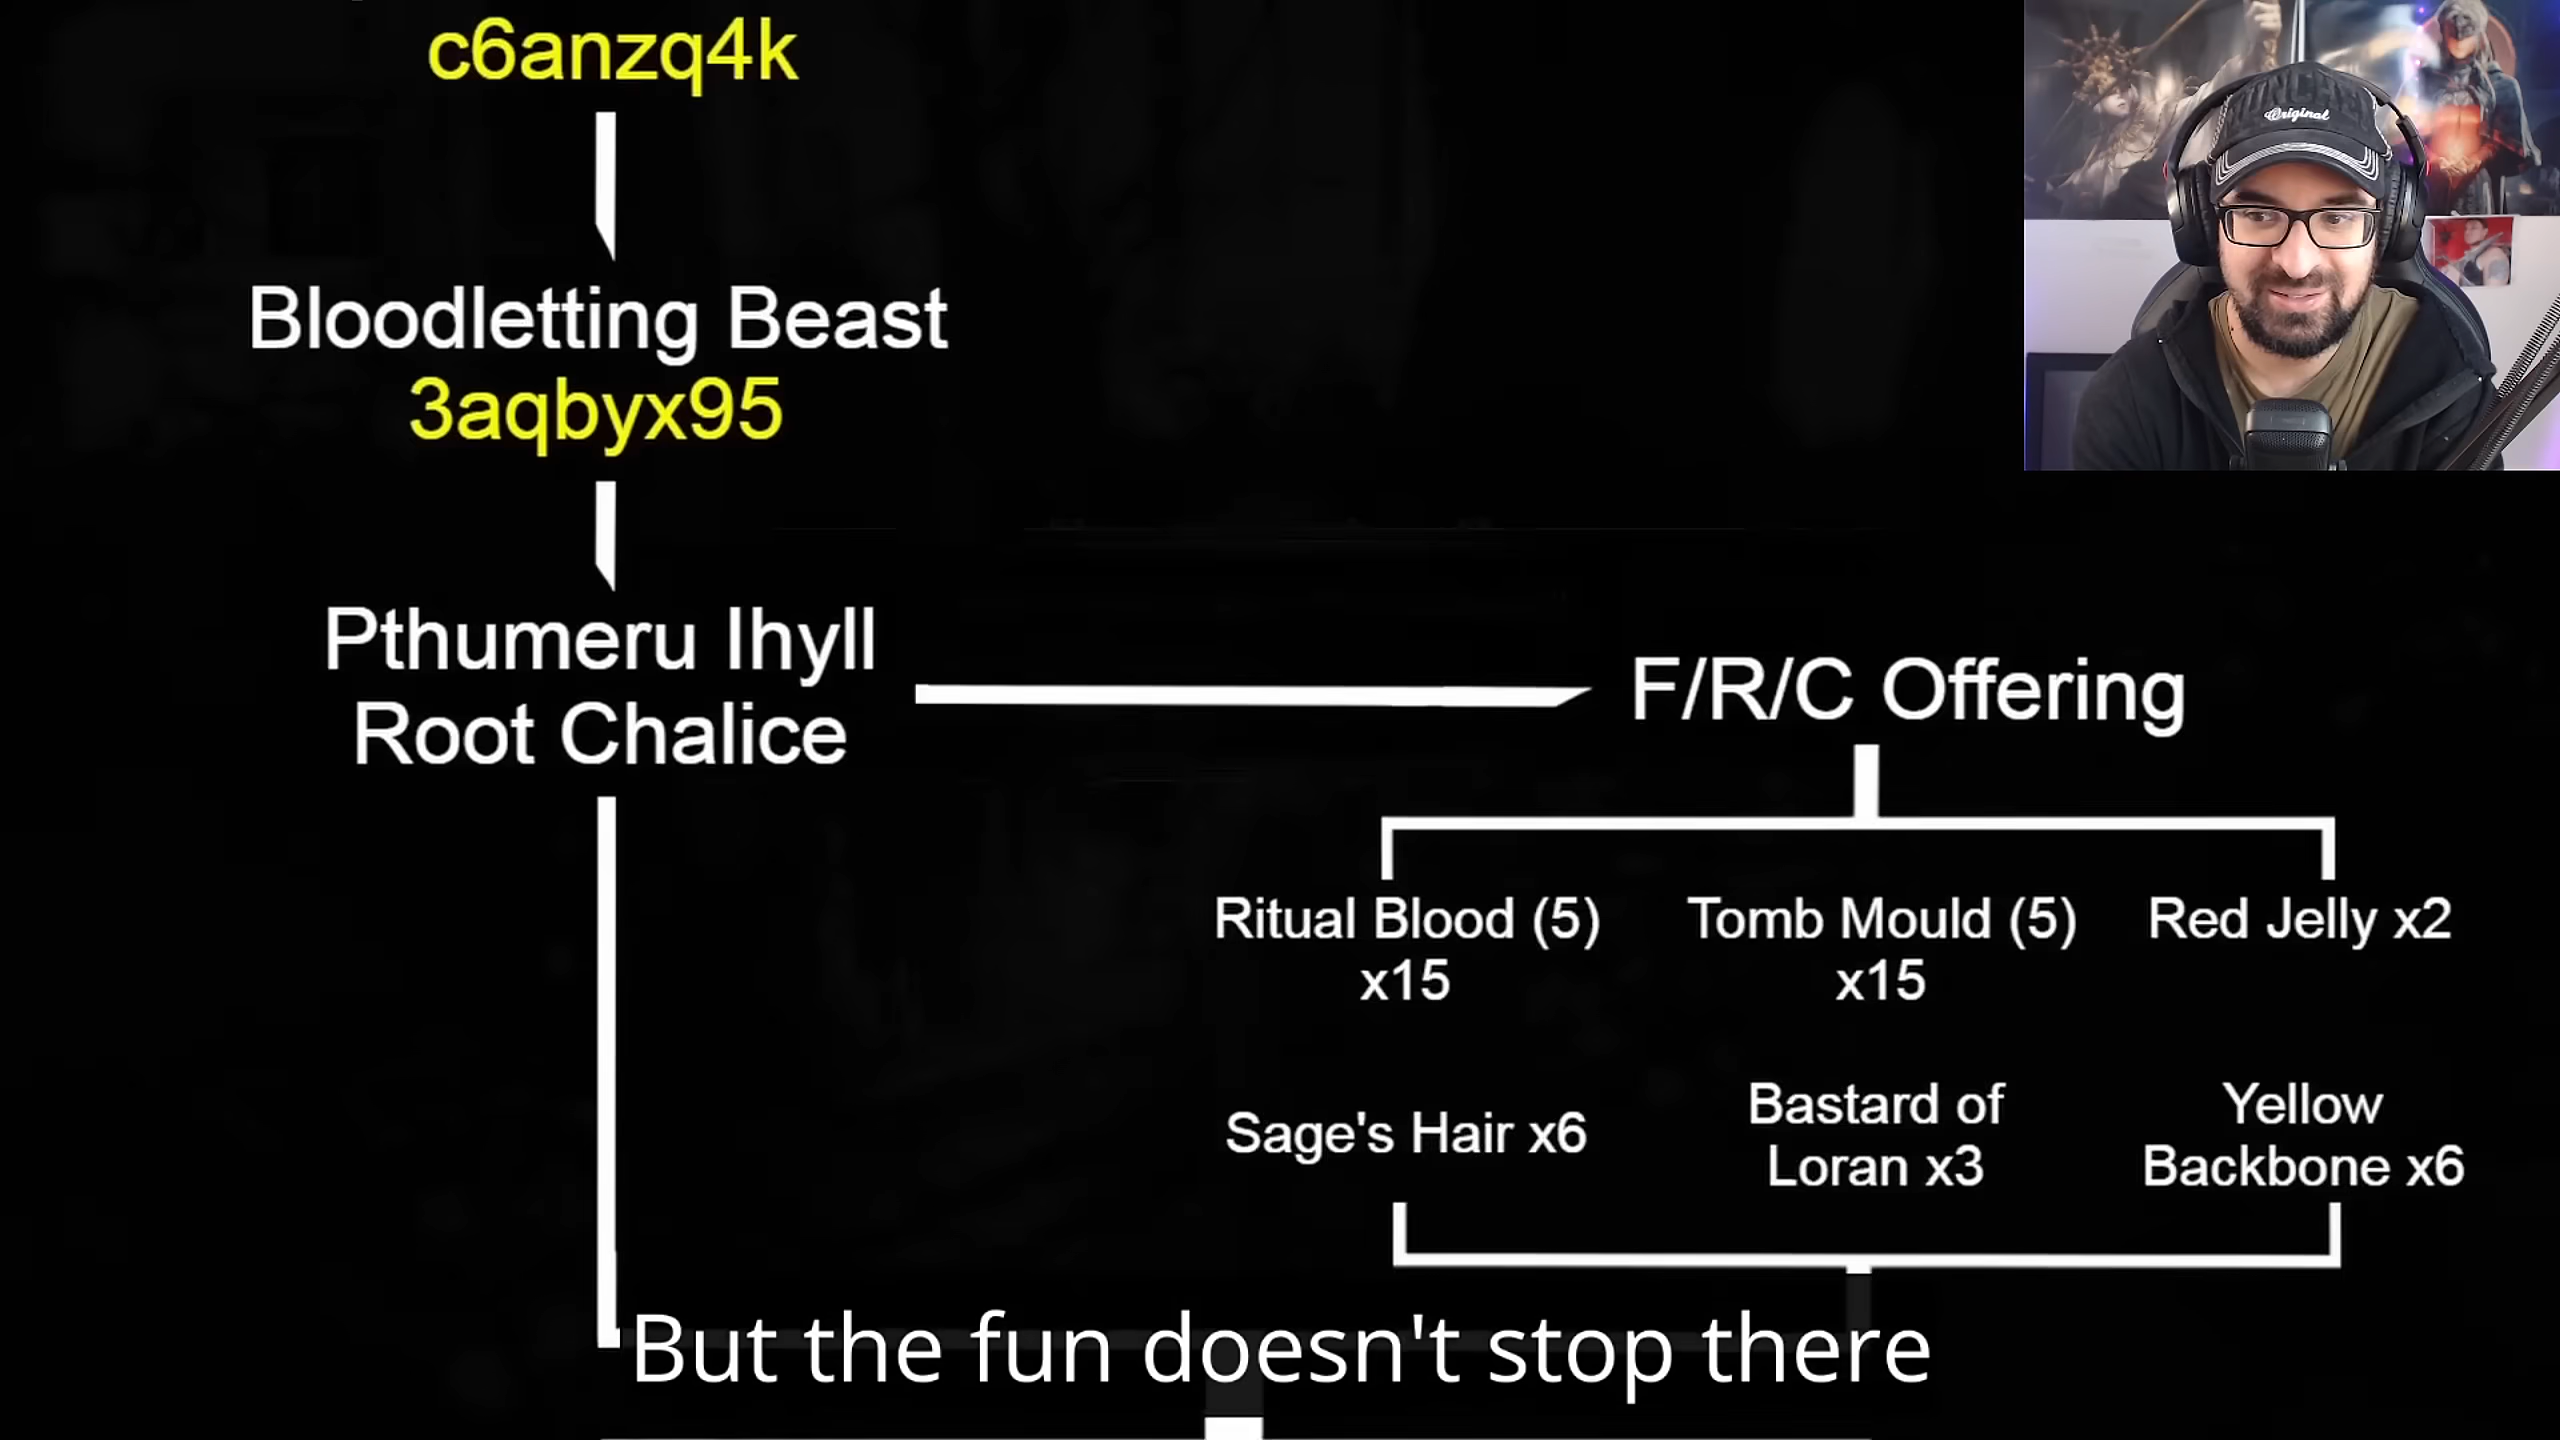 c6anzq4k
Original
Bloodletting Beast
3aqbyx95
Pthumeru Ihyll
Root Chalice
F/R/C Offering
Ritual Blood (5)
x15
Tomb Mould (5)
x15
Red Jelly x2
Sage's Hair x6
Bastard of
Loran x3
Yellow
Backbone x6
But the fun doesn't stop there